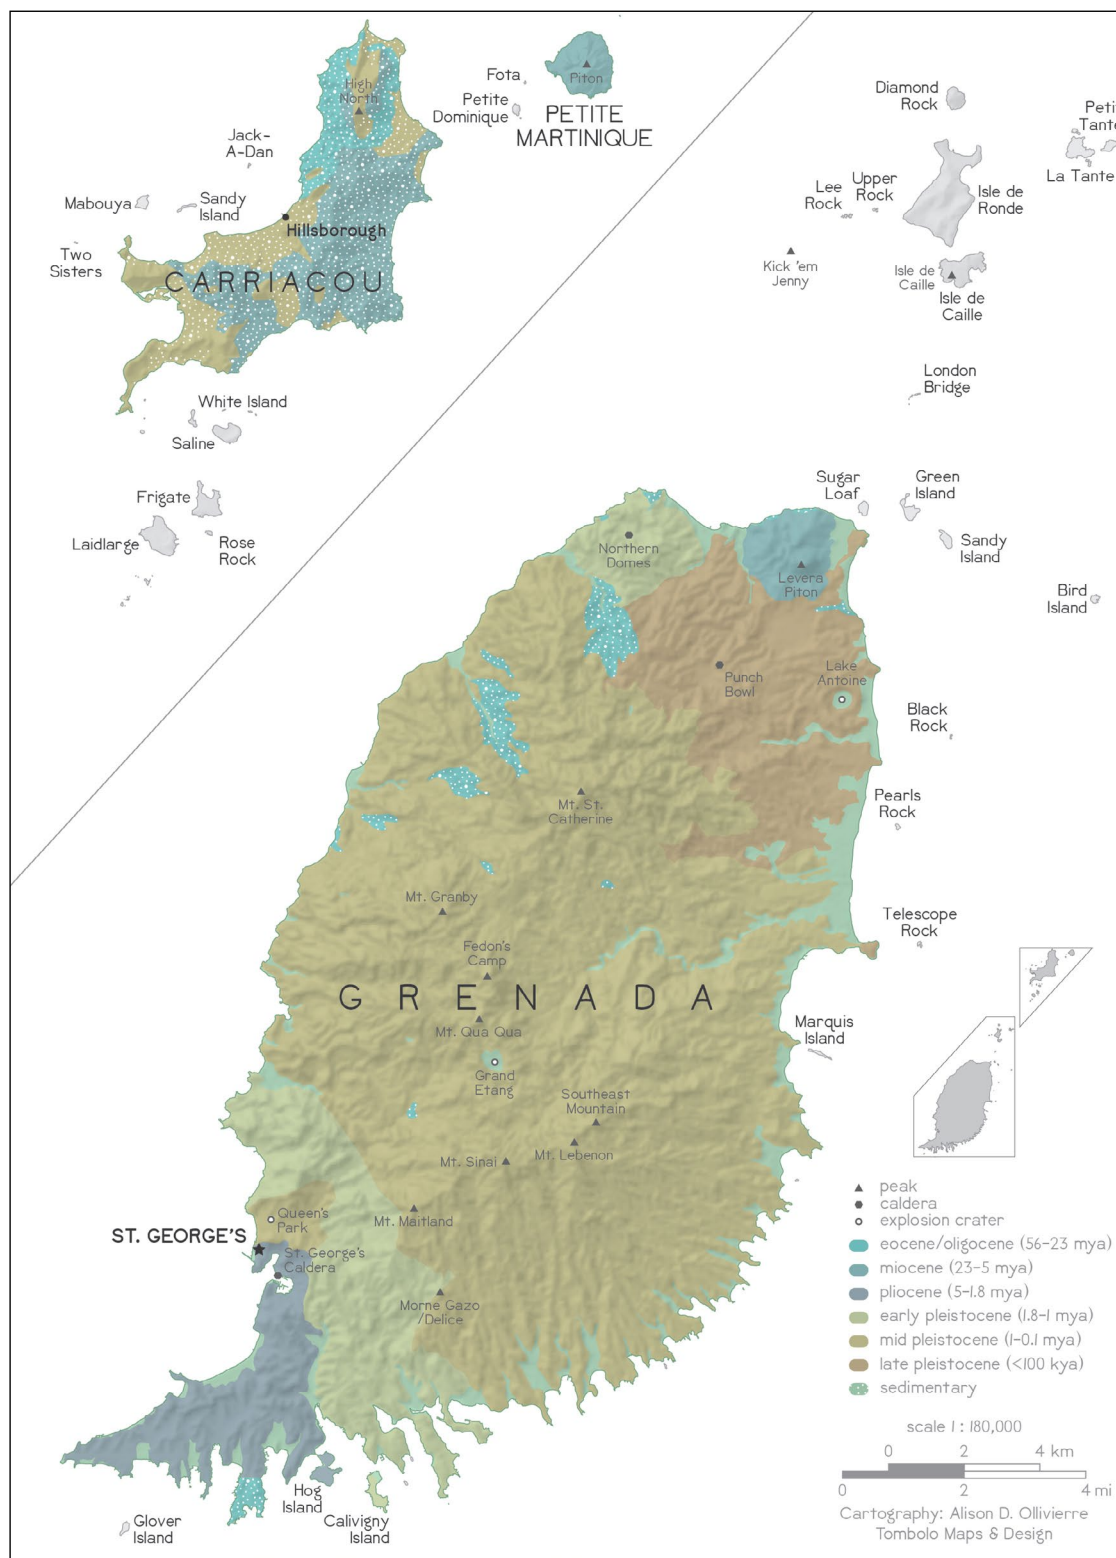 Fota
Piton
Petite
Dominique
PETITE
MARTINIQUE
High
North
Jack-
A-Dan
Mabouya
Sandy
Island
Hillsborough
Two
Sisters
CARRIACOU
White Island
Saline
Frigate
Laidlarge
Rose
Rock
Diamond
Rock
La Tante
Upper
Rock
Lee
Rock
Isle de
Ronde
Kick 'em
Jenny
Isle de
Caille
Isle de
Caille
London
Bridge
Sugar
Loaf
Green
Island
Sandy
Island
Bird
Island
Northern
Domes
Levera
Piton
Punch
Bowl
Lake
Antoine
Black
Rock
Mt. St.
Catherine
Pearls
Rock
Mt. Granby
Telescope
Rock
Fedon's
Camp
GRENADA
Mt. Qua Qua
Marquis
Island
Grand
Etang
Southeast
Mountain
Mt. Lebenon
Mt. Sinai
Mt. Maitland
Queen's
Park
ST. GEORGE'S
St. George's
Caldera
Morne Gazo
/Delice
Hog
Island
Glover
Island
Calivigny
Island
peak
caldera
explosion crater
eocene/oligocene (56-23 mya)
miocene (23-5 mya)
pliocene (5-1.8 mya)
early pleistocene (1.8-1 mya)
mid pleistocene (1-0.1 mya)
late pleistocene (<100 kya)
sedimentary
scale 1 : 180,000
0 2 4 km
0 2 4 mi
Cartography: Alison D. Ollivierre
Tombolo Maps & Design